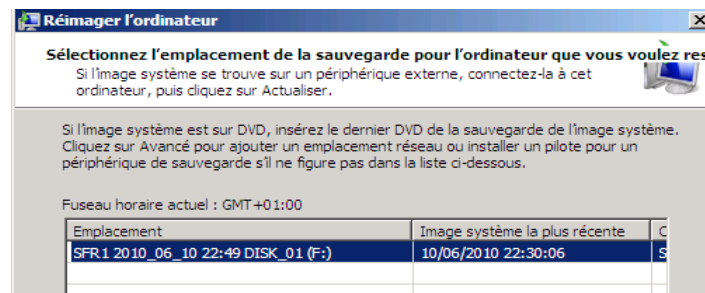 Réimager l'ordinateur
Sélectionnez l'emplacement de la sauvegarde pour l'ordinateur que vous voulez res
Si l'image système se trouve sur un périphérique externe, connectez-la à cet
ordinateur, puis cliquez sur Actualiser.
Si l'image système est sur DVD, insérez le dernier DVD de la sauvegarde de l'image système.
Cliquez sur Avancé pour ajouter un emplacement réseau ou installer un pilote pour un
périphérique de sauvegarde s'il ne figure pas dans la liste ci-dessous.
Fuseau horaire actuel : GMT+01:00
Emplacement Image système la plus récente C
SFR1 2010_06_10 22:49 DISK_01 (F:) 10/06/2010 22:30:06 S